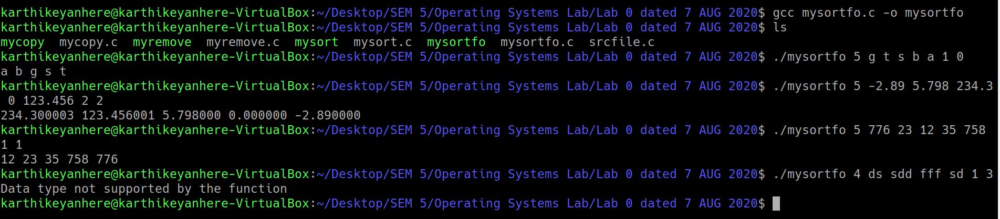 karthikeyanhere@karthikeyanhere-VirtualBox:~/Desktop/SEM 5/Operating Systems Lab/Lab 0 dated 7 AUG 2020$ gcc mysortfo.c -o mysortfo
karthikeyanhere@karthikeyanhere-VirtualBox:~/Desktop/SEM 5/Operating Systems Lab/Lab 0 dated 7 AUG 2020$ ls
mycopy  mycopy.c  myremove  myremove.c  mysort  mysort.c  mysortfo  mysortfo.c  srcfile.c
karthikeyanhere@karthikeyanhere-VirtualBox:~/Desktop/SEM 5/Operating Systems Lab/Lab 0 dated 7 AUG 2020$ ./mysortfo 5 g t s b a 1 0
a b g s t
karthikeyanhere@karthikeyanhere-VirtualBox:~/Desktop/SEM 5/Operating Systems Lab/Lab 0 dated 7 AUG 2020$ ./mysortfo 5 -2.89 5.798 234.3
 0 123.456 2 2
234.300003 123.456001 5.798000 0.000000 -2.890000
karthikeyanhere@karthikeyanhere-VirtualBox:~/Desktop/SEM 5/Operating Systems Lab/Lab 0 dated 7 AUG 2020$ ./mysortfo 5 776 23 12 35 758
1 1
12 23 35 758 776
karthikeyanhere@karthikeyanhere-VirtualBox:~/Desktop/SEM 5/Operating Systems Lab/Lab 0 dated 7 AUG 2020$ ./mysortfo 4 ds sdd fff sd 1 3
Data type not supported by the function
karthikeyanhere@karthikeyanhere-VirtualBox:~/Desktop/SEM 5/Operating Systems Lab/Lab 0 dated 7 AUG 2020$